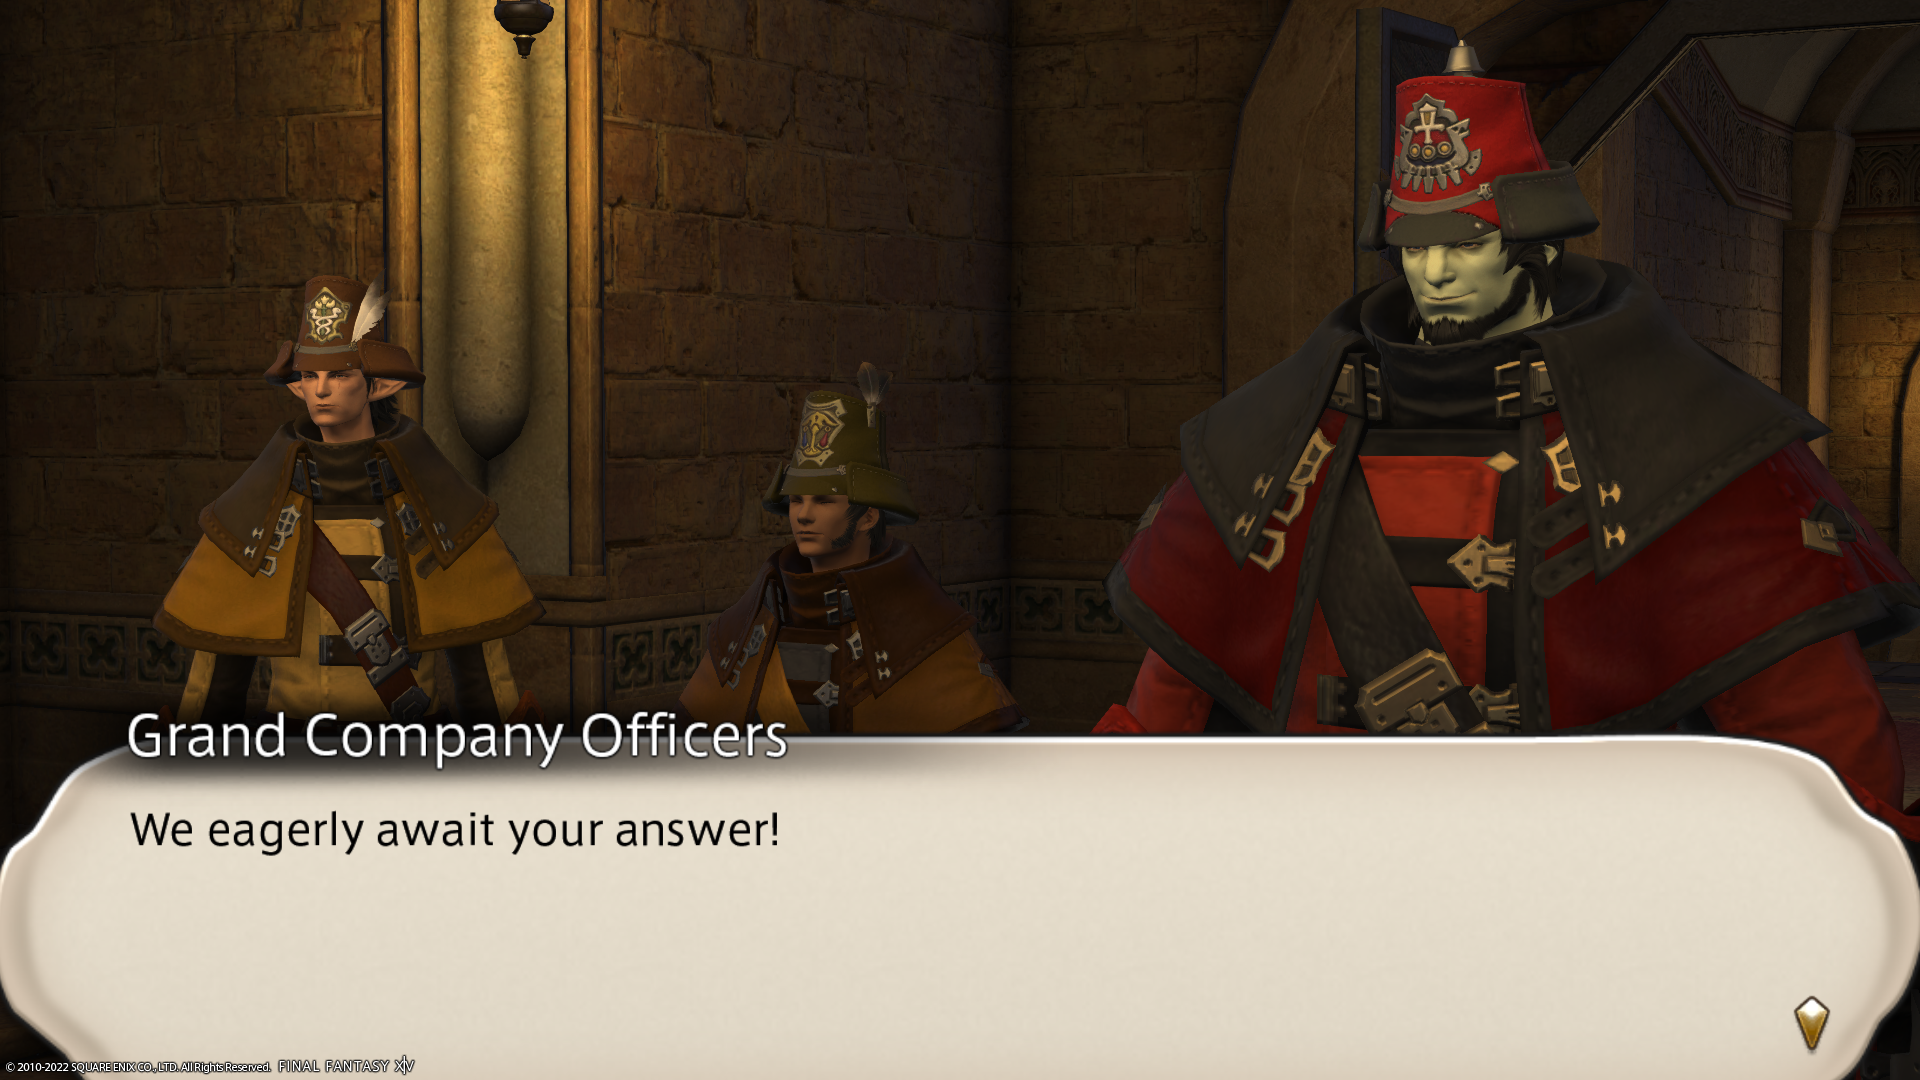 Grand Company Officers
We eagerly await your answer!
© 2010-2022 SQUARE ENIX CO., LTD. All Rights Reserved. FINAL FANTASY XIV